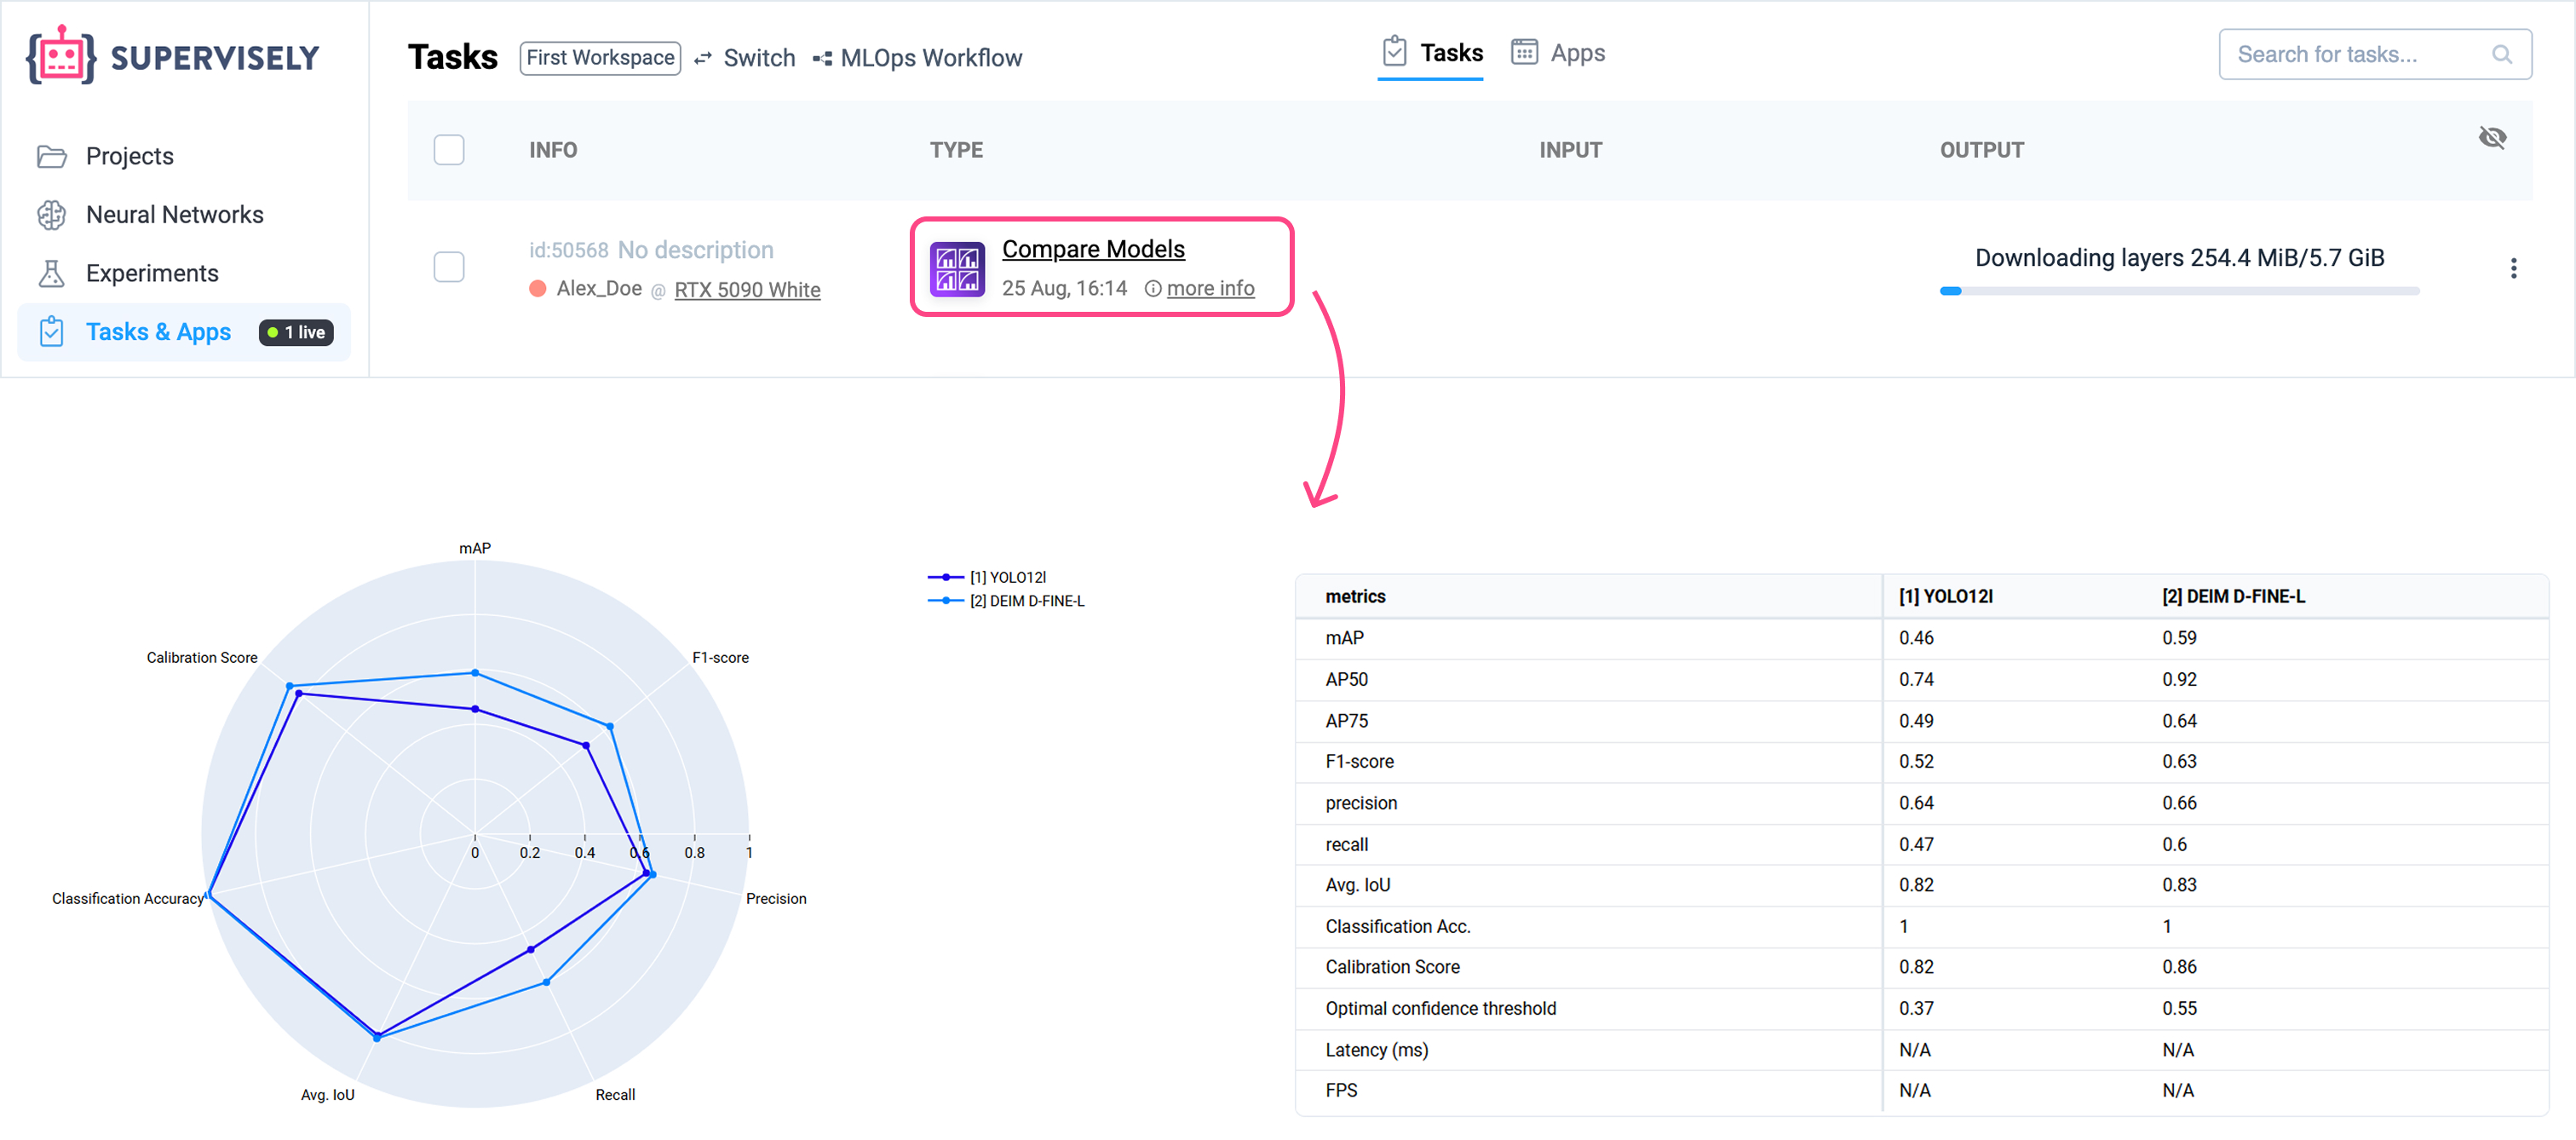 SUPERVISELY
Projects
Neural Networks
Experiments
Tasks & Apps 1 live
Tasks First Workspace Switch MLOps Workflow
Tasks Apps
Search for tasks...
INFO TYPE INPUT OUTPUT
id:50568 No description
Alex_Doe @ RTX 5090 White
Compare Models
25 Aug, 16:14 more info
Downloading layers 254.4 MiB/5.7 GiB
mAP
F1-score
Precision
Recall
Avg. IoU
Classification Accuracy
Calibration Score
0 0.2 0.4 0.6 0.8 1
[1] YOLO12l
[2] DEIM D-FINE-L
metrics [1] YOLO12l [2] DEIM D-FINE-L
mAP 0.46 0.59
AP50 0.74 0.92
AP75 0.49 0.64
F1-score 0.52 0.63
precision 0.64 0.66
recall 0.47 0.6
Avg. IoU 0.82 0.83
Classification Acc. 1 1
Calibration Score 0.82 0.86
Optimal confidence threshold 0.37 0.55
Latency (ms) N/A N/A
FPS N/A N/A